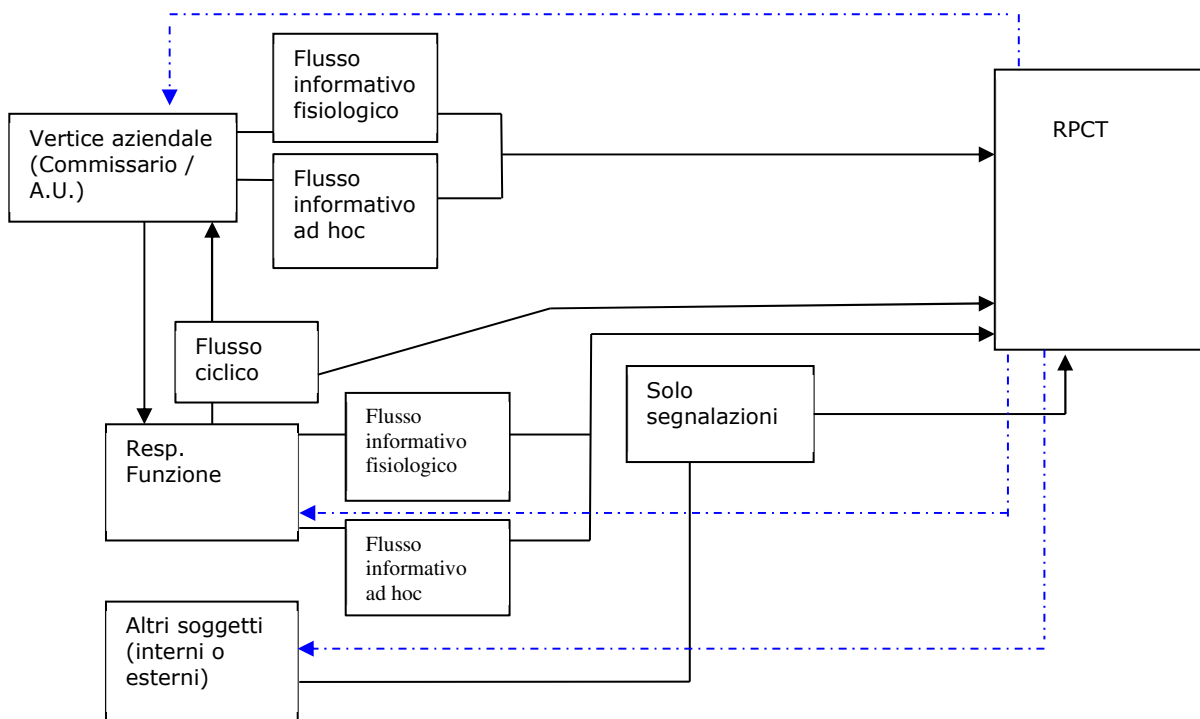 Flusso
informativo
fisiologico
RPCT
Vertice aziendale
(Commissario /
A.U.)
Flusso
informativo
ad hoc
Flusso
ciclico
Solo
segnalazioni
Resp.
Funzione
Flusso
informativo
fisiologico
Flusso
informativo
ad hoc
Altri soggetti
(interni o
esterni)